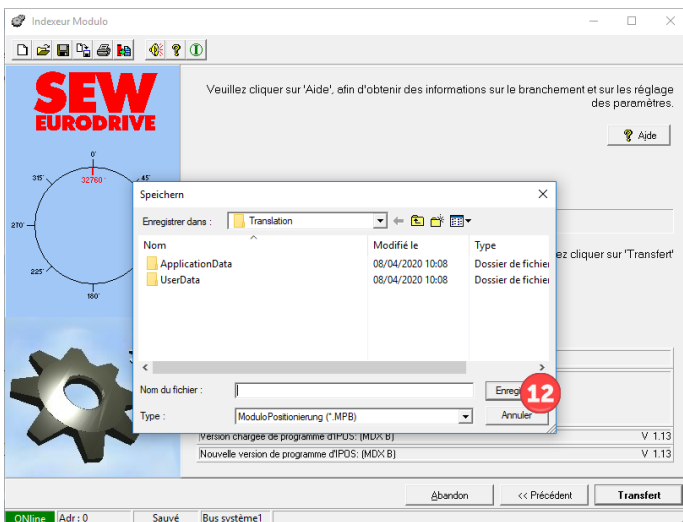 Indexeur Modulo
SEW
EURODRIVE
Veuillez cliquer sur 'Aide', afin d'obtenir des informations sur le branchement et sur les réglage
des paramètres.
Aide
0'
315'
32760
45'
270'
225'
180'
Speichern
Enregistrer dans :
Translation
Nom
Modifié le
Type
ApplicationData
08/04/2020 10:08
Dossier de fichie
UserData
08/04/2020 10:08
Dossier de fichie
ez cliquer sur 'Transfert'
Nom du fichier :
Enreg
12
Type :
ModuloPositionierung (*.MPB)
Annuler
Version chargée de programme d'IPOS: (MDX B)
V 1.13
Nouvelle version de programme d'IPOS: (MDX B)
V 1.13
Abandon
<< Précédent
Transfert
ONline
Adr : 0
Sauvé
Bus système1